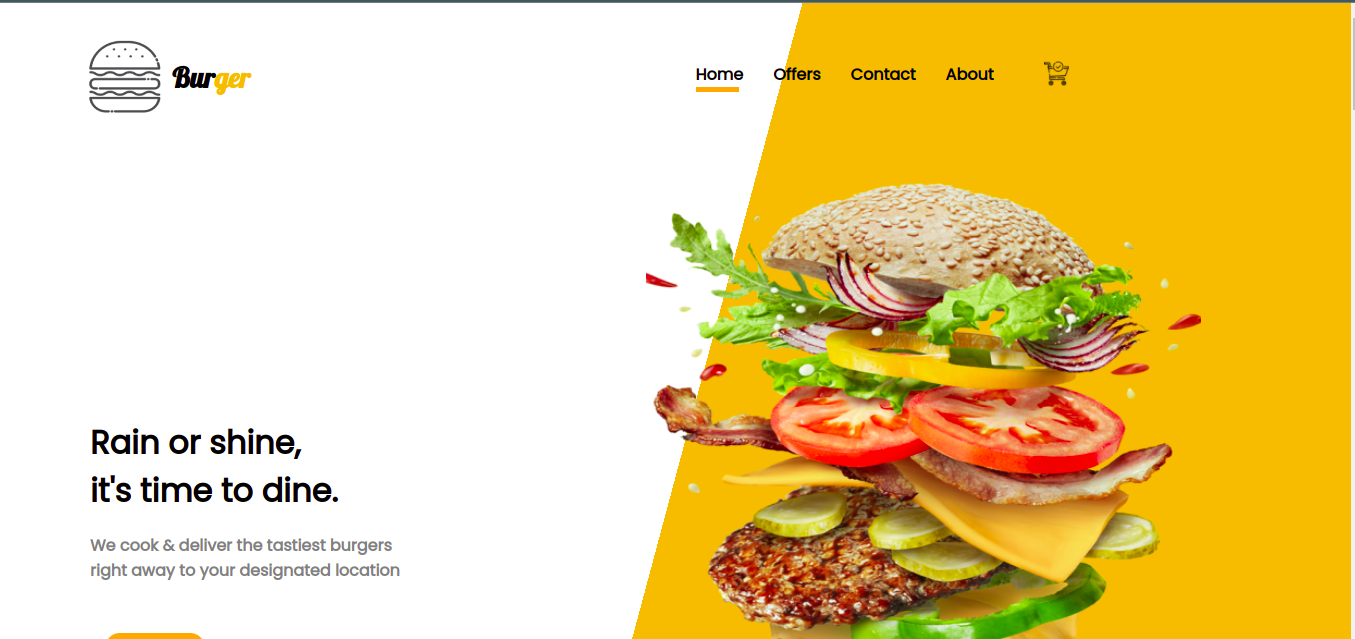 Burger
Home Offers Contact About
Rain or shine,
it's time to dine.
We cook & deliver the tastiest burgers
right away to your designated location